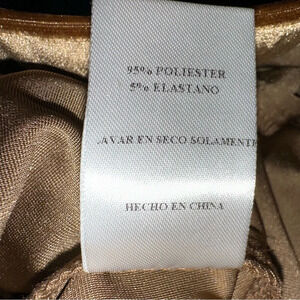 95% POLIESTER
5% ELASTANO
.AVAR EN SECO SOLAMENTE
HECHO EN CHINA